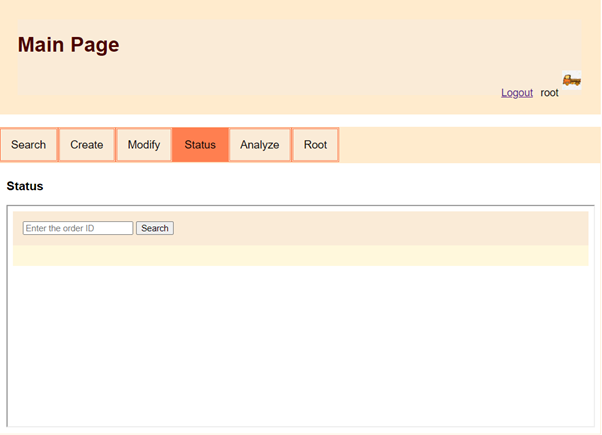 Main Page
Logout root
Search Create Modify Status Analyze Root
Status
Enter the order ID Search